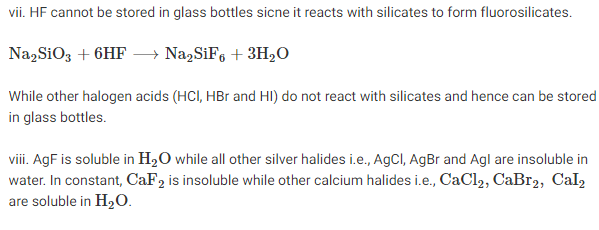 vii. HF cannot be stored in glass bottles sicne it reacts with silicates to form fluorosilicates.
Na₂SiO₃ + 6HF ⟶ Na₂SiF₆ + 3H₂O
While other halogen acids (HCl, HBr and HI) do not react with silicates and hence can be stored
in glass bottles.
viii. AgF is soluble in H₂O while all other silver halides i.e., AgCl, AgBr and AgI are insoluble in
water. In constant, CaF₂ is insoluble while other calcium halides i.e., CaCl₂, CaBr₂, CaI₂
are soluble in H₂O.